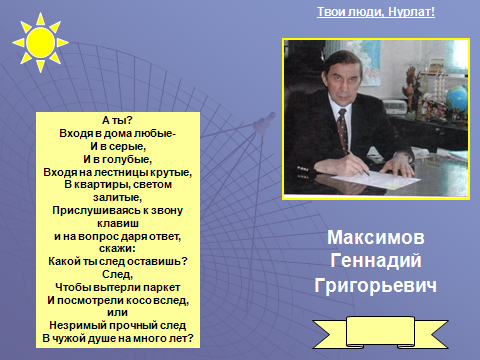 Твои люди, Нурлат!
А ты?
Входя в дома любые-
И в серые,
И в голубые,
Входя на лестницы крутые,
В квартиры, светом
залитые,
Прислушиваясь к звону
клавиш
и на вопрос даря ответ,
скажи:
Какой ты след оставишь?
След,
Чтобы вытерли паркет
И посмотрели косо вслед,
или
Незримый прочный след
В чужой душе на много лет?
Максимов
Геннадий
Григорьевич